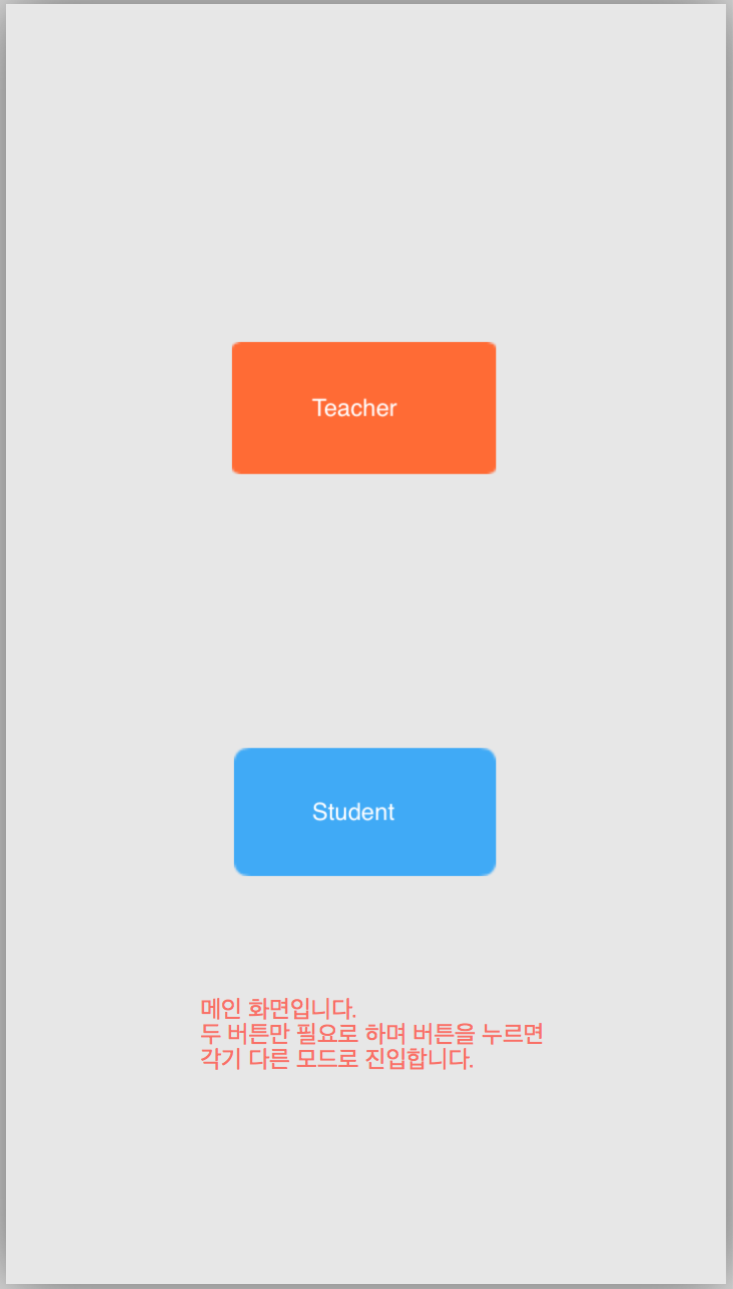 Teacher
Student
메인 화면입니다.
두 버튼만 필요로 하며 버튼을 누르면
각기 다른 모드로 진입합니다.